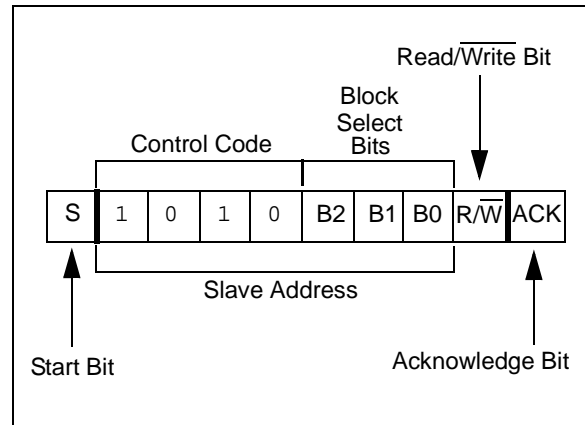 Read/Write Bit
Block
Select
Bits
Control Code
S 1 0 1 0 B2 B1 B0 R/W ACK
Slave Address
Start Bit
Acknowledge Bit